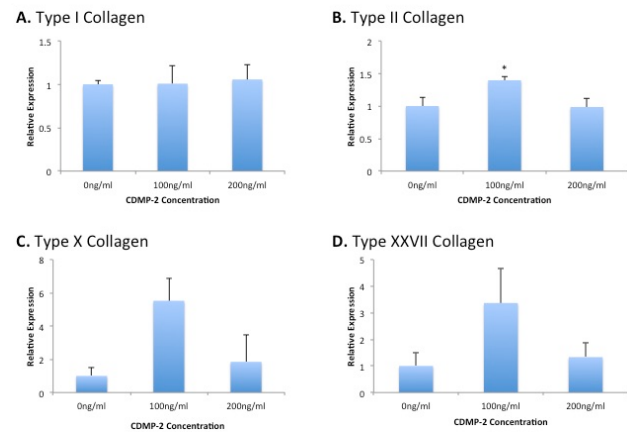 A. Type I Collagen
1.5
1
0.5
0
Relative Expression
0ng/ml 100ng/ml 200ng/ml
CDMP-2 Concentration
B. Type II Collagen
2
1.5
1
0.5
0
Relative Expression
*
0ng/ml 100ng/ml 200ng/ml
CDMP-2 Concentration
C. Type X Collagen
8
6
4
2
0
Relative Expression
0ng/ml 100ng/ml 200ng/ml
CDMP-2 Concentration
D. Type XXVII Collagen
5
4
3
2
1
0
Relative Expression
0ng/ml 100ng/ml 200ng/ml
CDMP-2 Concentration